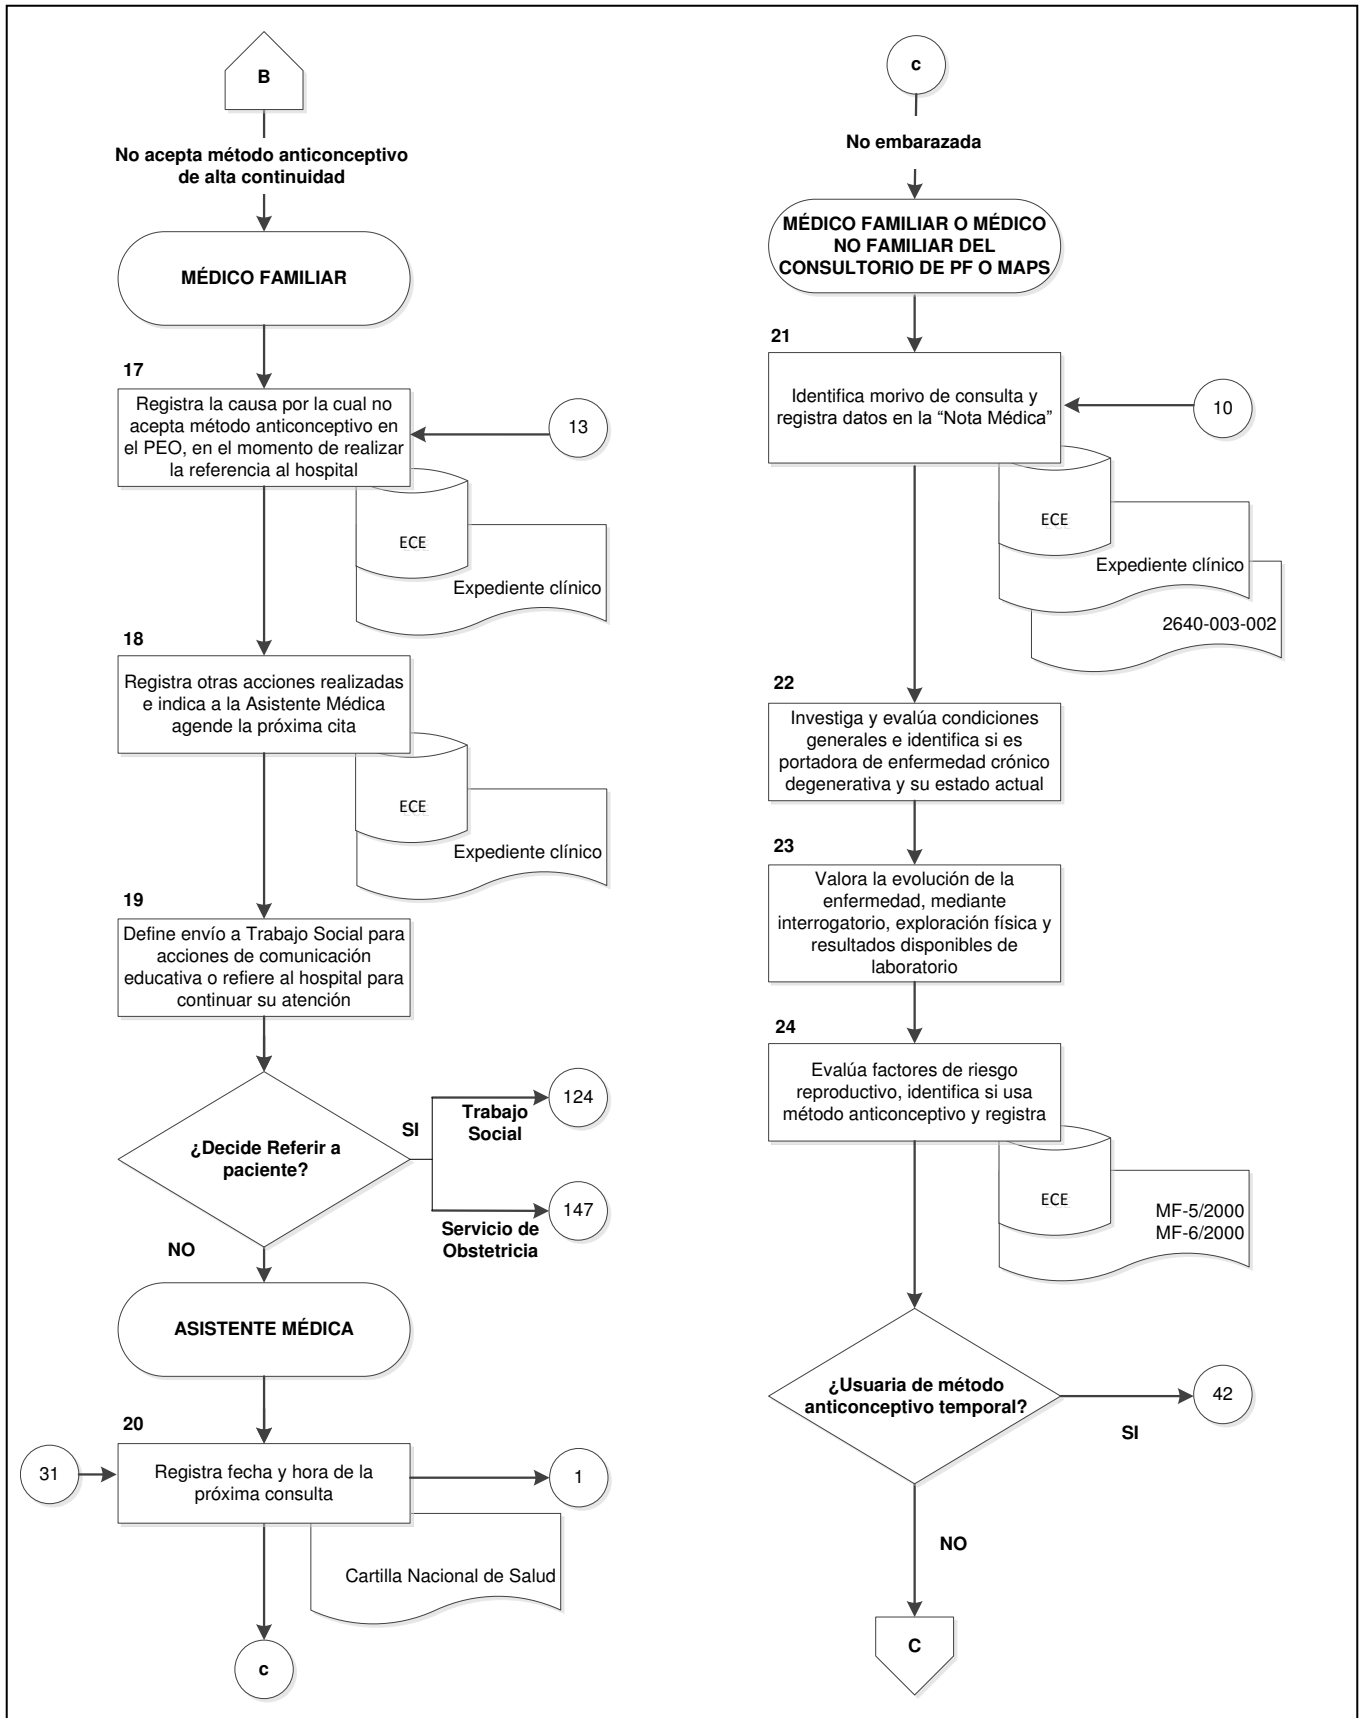 B
No acepta método anticonceptivo
de alta continuidad
MÉDICO FAMILIAR
17
Registra la causa por la cual no
acepta método anticonceptivo en
el PEO, en el momento de realizar
la referencia al hospital
13
ECE
Expediente clínico
18
Registra otras acciones realizadas
e indica a la Asistente Médica
agende la próxima cita
ECE
Expediente clínico
19
Define envío a Trabajo Social para
acciones de comunicación
educativa o refiere al hospital para
continuar su atención
¿Decide Referir a
paciente?
SI
Trabajo
Social
124
Servicio de
Obstetricia
147
NO
ASISTENTE MÉDICA
20
31
Registra fecha y hora de la
próxima consulta
1
Cartilla Nacional de Salud
c
c
No embarazada
MÉDICO FAMILIAR O MÉDICO
NO FAMILIAR DEL
CONSULTORIO DE PF O MAPS
21
Identifica morivo de consulta y
registra datos en la “Nota Médica”
10
ECE
Expediente clínico
2640-003-002
22
Investiga y evalúa condiciones
generales e identifica si es
portadora de enfermedad crónico
degenerativa y su estado actual
23
Valora la evolución de la
enfermedad, mediante
interrogatorio, exploración física y
resultados disponibles de
laboratorio
24
Evalúa factores de riesgo
reproductivo, identifica si usa
método anticonceptivo y registra
ECE
MF-5/2000
MF-6/2000
¿Usuaria de método
anticonceptivo temporal?
42
SI
NO
C